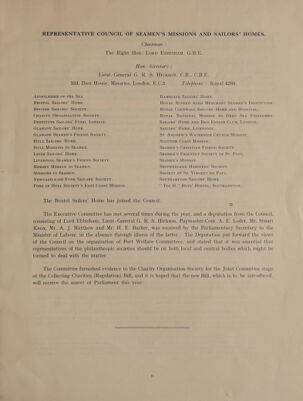 REPRESENTATIVE COUNCIL OF SEAMEN'S MISSIONS AND SAILORS' HOMES.
Chairman :
The Right Hon. Lord Ebbisham, G.B.E.
Hon. Secretary :
Lieut.-General G. R. S. Hickson, C.B., C.B.E.
Dock House, Minories, London, E.C.3. Telephone : Royal
Apostleship of the Sea.
Bristol Sailors' Home.
British Sailors' Society.
Charity Organisation Society.
Destitute Sailors' Home, London.
Glasgow Sailors' Home.
Glasgow Seamen's Friend Society.
Hull Sailors' Home.
Hull Missions to Seamen.
Leith Sailors' Home.
Liverpool Seamen's Friend Society.
Mersey Mission to Seamen.
Missions to Seamen.
Newcastle and Tyne Sailors' Society.
Port of Hull Society's East Coast Mission.
Ramsgate Sailors' Home.
Royal Alfred Aged Merchant Seamen's Institution.
Royal Cornwall Sailors' Home and Hospital.
Royal National Mission to Deep Sea Fishermen.
Sailors' Home and Red Ensign Club, London.
Sailors' Home, Liverpool.
St. Andrew's Waterside Church Mission.
Scottish Coast Mission.
Seamen's Christian Friend Society.
Seamen's Friendly Society of St. Paul.
Seamen's Mission.
Shipwrecked Mariners' Society.
Society of St. Vincent de Paul.
Southampton Sailors' Home.
Boys' Hostel, Southampton.
The Bristol Sailors' Home has joined the Council.
The Executive Committee has met several times during the year, and a deputation from the Council,
consisting of Lord Ebbisham, Lieut.-General G. R. S. Hickson, Paymaster-Com. A. E. Loder, Mr. Stuart
Knox, Mr. A. J. Matthew and Mr. H. E. Barker, was received by the Parliamentary Secretary to the
Minister of Labour, in the absence through illness of the latter. The Deputation put forward the views
of the Council on the organisation of Port Welfare Committees, and stated that it was essential that
representatives of the philanthropic societies should be on both local and central bodies which might be
formed to deal with the matter.
The Committee furnished evidence to the Charity Organisation Society for the Joint Committee stage
of the Collecting Charities (Regulation) Bill, and it is hoped that the new Bill, which is to be introduced,
will receive the assent of Parliament this year.